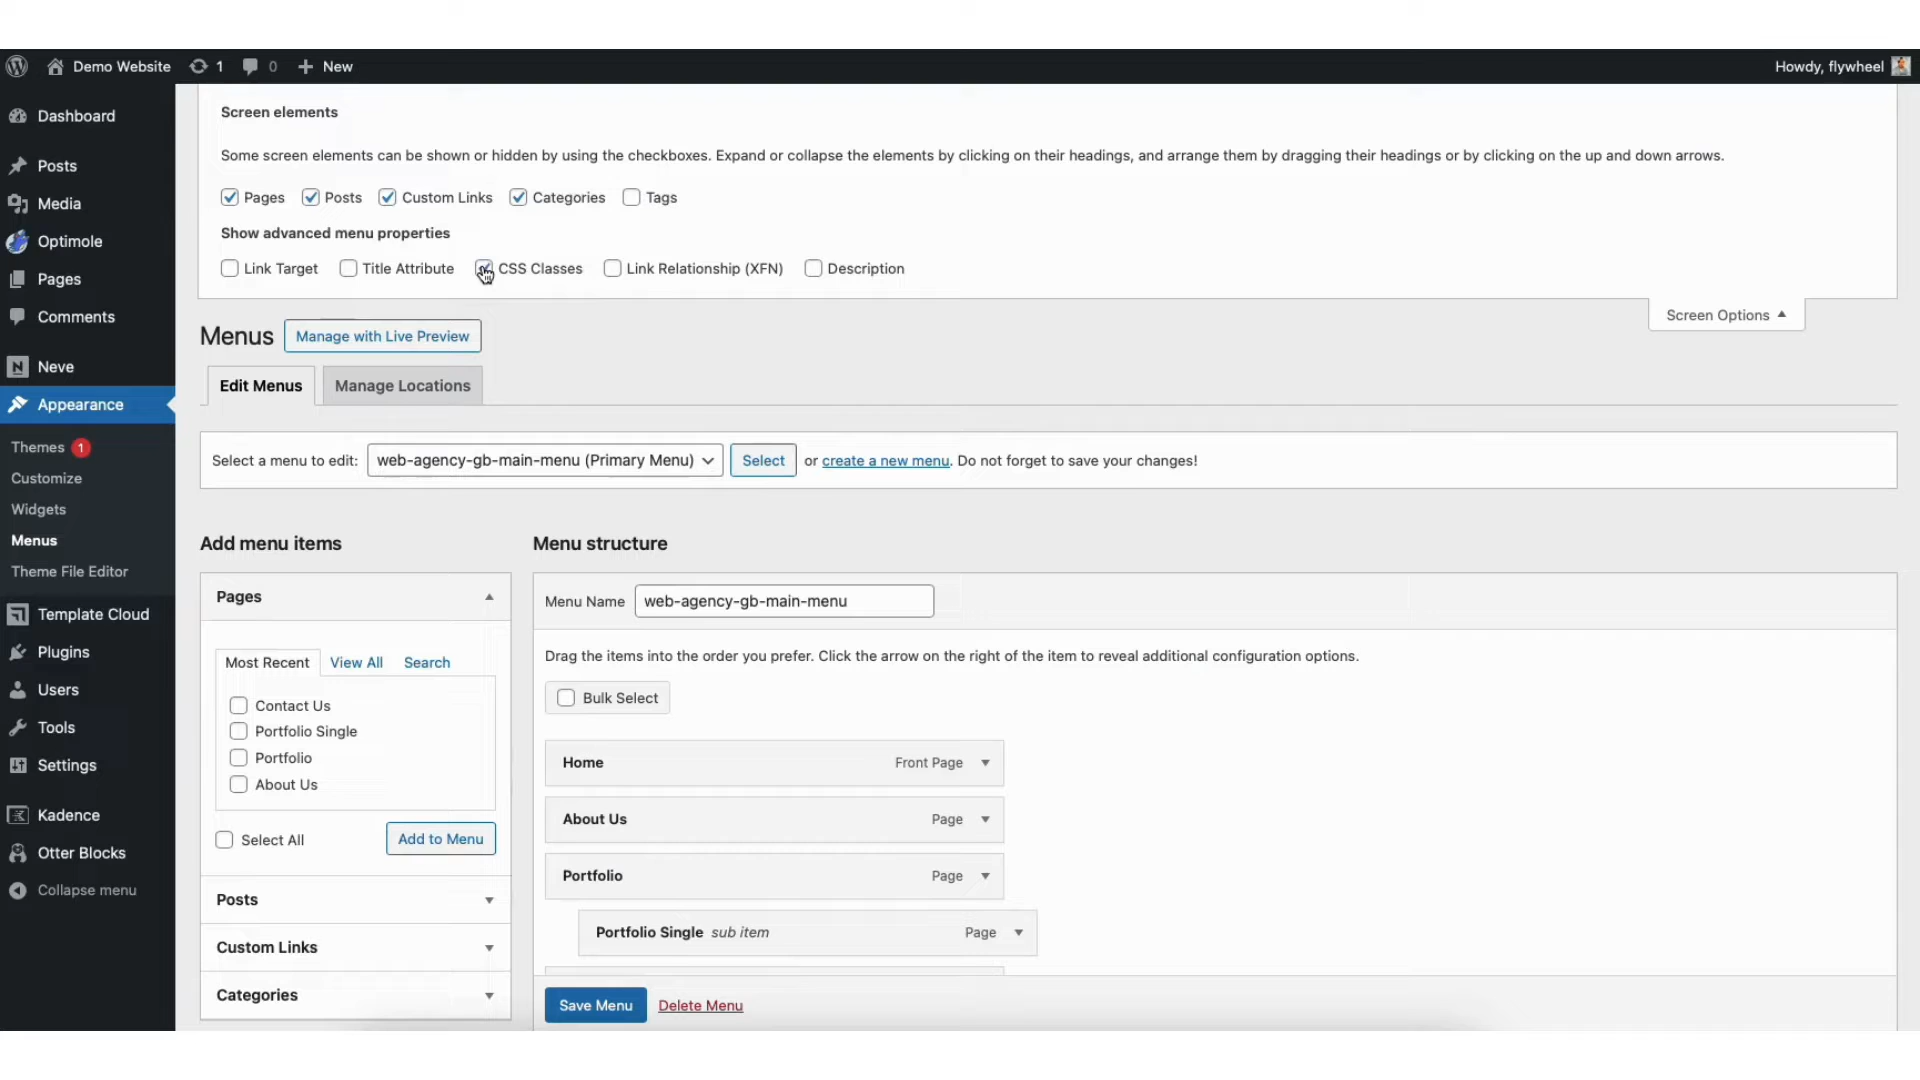 Demo Website 1 0 New Howdy, flywheel
Dashboard
Posts
Media
Optimole
Pages
Comments
Neve
Appearance
Themes 1
Customize
Widgets
Menus
Theme File Editor
Template Cloud
Plugins
Users
Tools
Settings
Kadence
Otter Blocks
Collapse menu
Screen elements
Some screen elements can be shown or hidden by using the checkboxes. Expand or collapse the elements by clicking on their headings, and arrange them by dragging their headings or by clicking on the up and down arrows.
Pages Posts Custom Links Categories Tags
Show advanced menu properties
Link Target Title Attribute CSS Classes Link Relationship (XFN) Description
Screen Options
Menus Manage with Live Preview
Edit Menus Manage Locations
Select a menu to edit: web-agency-gb-main-menu (Primary Menu) Select or create a new menu. Do not forget to save your changes!
Add menu items
Pages
Most Recent View All Search
Contact Us
Portfolio Single
Portfolio
About Us
Select All Add to Menu
Posts
Custom Links
Categories
Menu structure
Menu Name web-agency-gb-main-menu
Drag the items into the order you prefer. Click the arrow on the right of the item to reveal additional configuration options.
Bulk Select
Home Front Page
About Us Page
Portfolio Page
Portfolio Single sub item Page
Save Menu Delete Menu